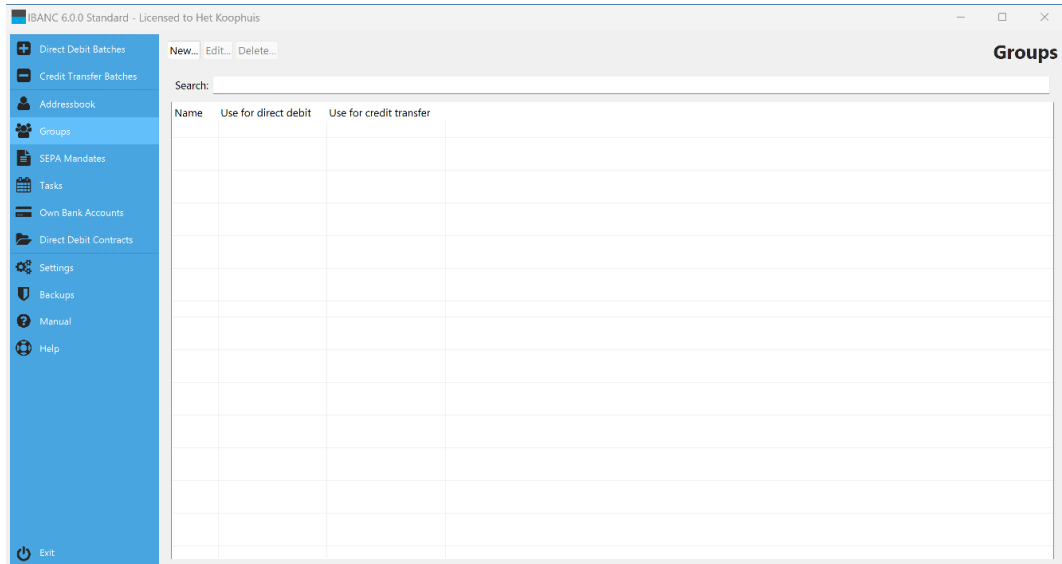 IBANC 6.0.0 Standard - Licensed to Het Koophuis
Direct Debit Batches
Credit Transfer Batches
Addressbook
Groups
SEPA Mandates
Tasks
Own Bank Accounts
Direct Debit Contracts
Settings
Backups
Manual
Help
Exit
New... Edit... Delete...
Groups
Search:
Name Use for direct debit Use for credit transfer